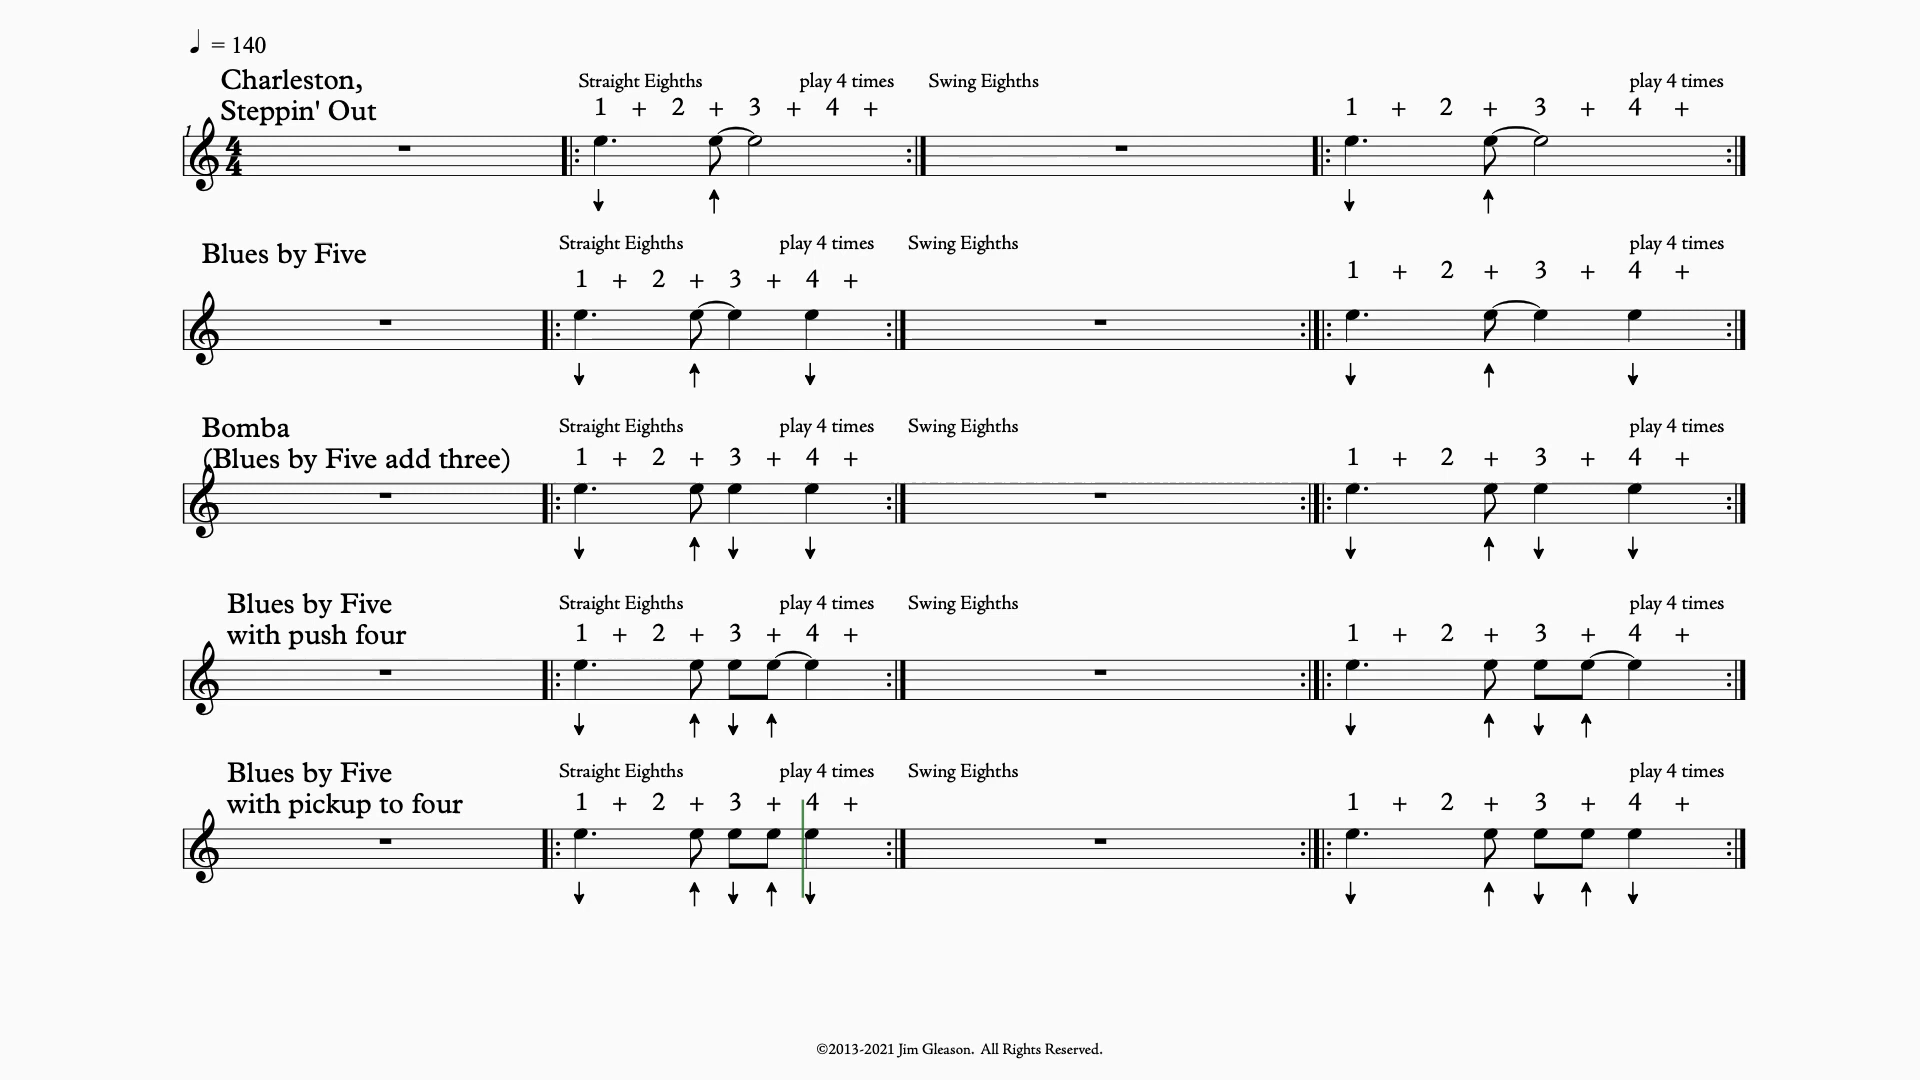 ♩ = 140
Charleston,
Steppin' Out
Straight Eighths play 4 times Swing Eighths play 4 times
1 + 2 + 3 + 4 + 1 + 2 + 3 + 4 +
1
4
4
Blues by Five
Straight Eighths play 4 times Swing Eighths play 4 times
1 + 2 + 3 + 4 + 1 + 2 + 3 + 4 +
Bomba
(Blues by Five add three)
Straight Eighths play 4 times Swing Eighths play 4 times
1 + 2 + 3 + 4 + 1 + 2 + 3 + 4 +
Blues by Five
with push four
Straight Eighths play 4 times Swing Eighths play 4 times
1 + 2 + 3 + 4 + 1 + 2 + 3 + 4 +
Blues by Five
with pickup to four
Straight Eighths play 4 times Swing Eighths play 4 times
1 + 2 + 3 + 4 + 1 + 2 + 3 + 4 +
©2013-2021 Jim Gleason. All Rights Reserved.